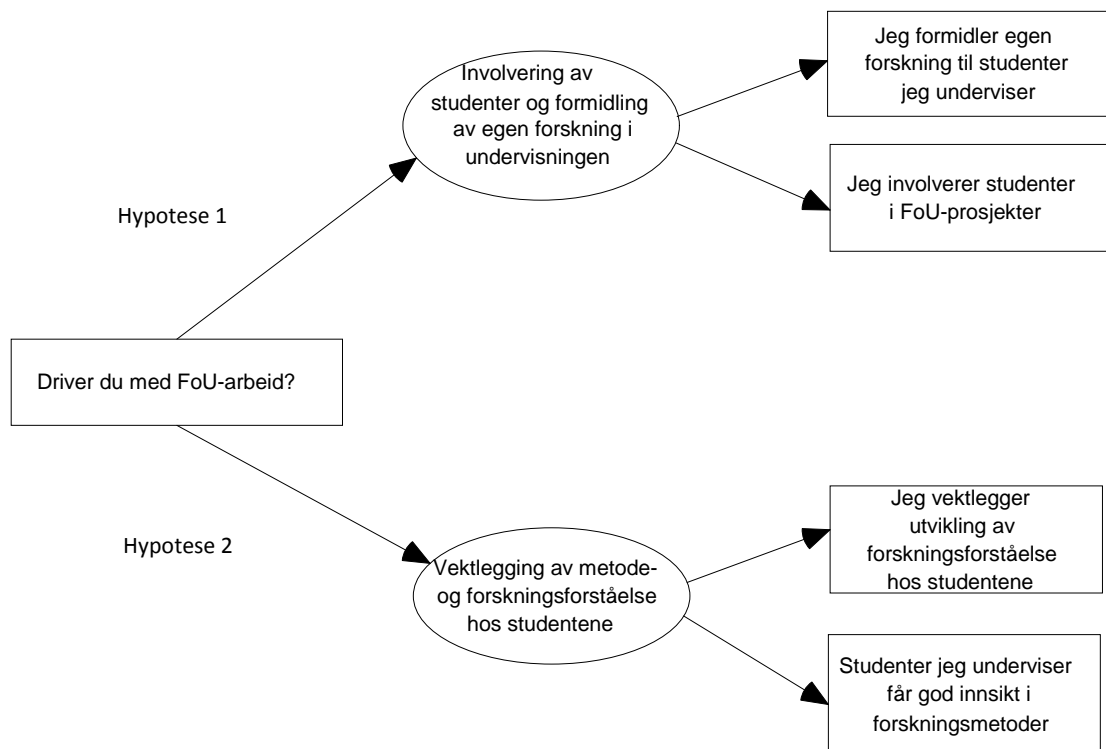 Involvering av
studenter og formidling
av egen forskning i
undervisningen
Jeg formidler egen
forskning til studenter
jeg underviser
Jeg involverer studenter
i FoU-prosjekter
Hypotese 1
Driver du med FoU-arbeid?
Hypotese 2
Vektlegging av metode-
og forskningsforståelse
hos studentene
Jeg vektlegger
utvikling av
forskningsforståelse
hos studentene
Studenter jeg underviser
får god innsikt i
forskningsmetoder